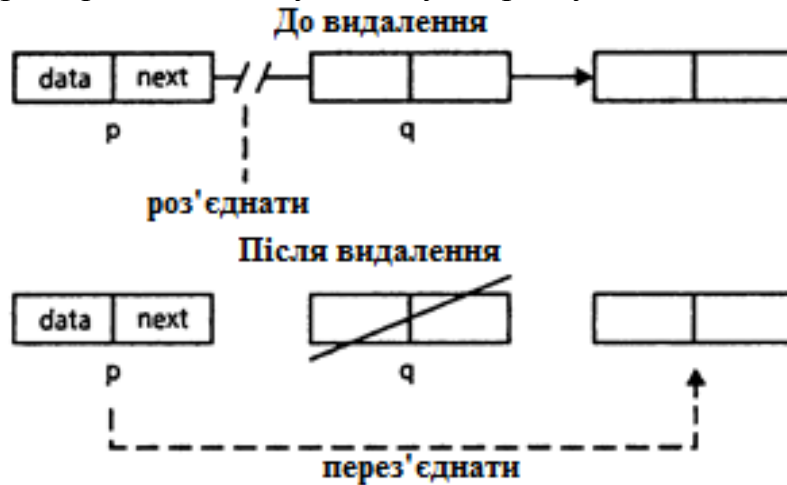 До видалення
data next
p q
роз'єднати
Після видалення
data next
p q
перез'єднати